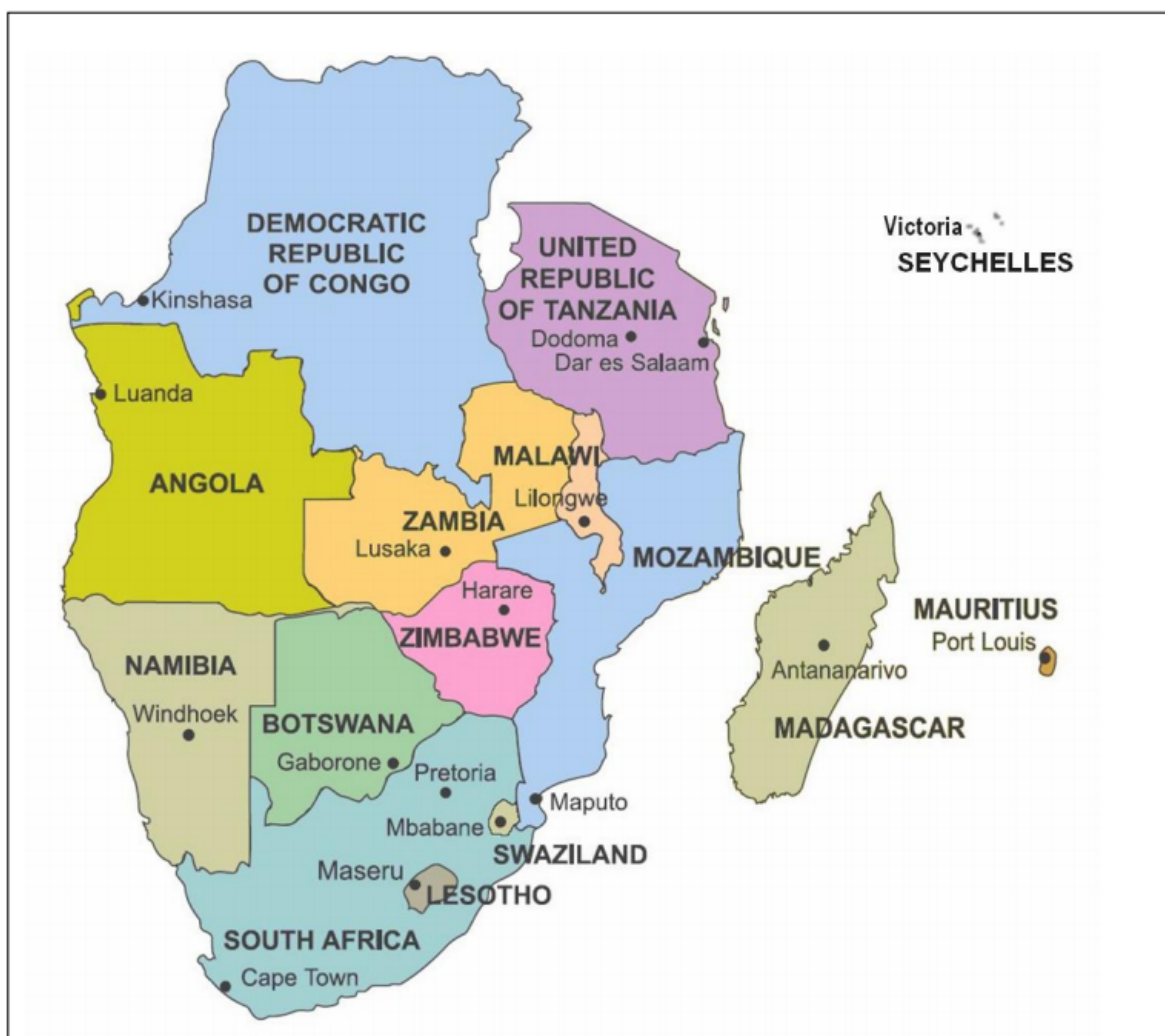 DEMOCRATIC
REPUBLIC
OF CONGO
Kinshasa
UNITED
REPUBLIC
OF TANZANIA
Dodoma
Dar es Salaam
Victoria
SEYCHELLES
Luanda
ANGOLA
MALAWI
Lilongwe
ZAMBIA
Lusaka
MOZAMBIQUE
Harare
ZIMBABWE
MAURITIUS
Port Louis
Antananarivo
MADAGASCAR
NAMIBIA
Windhoek
BOTSWANA
Gaborone
Pretoria
Mbabane
Maputo
SWAZILAND
Maseru
LESOTHO
SOUTH AFRICA
Cape Town